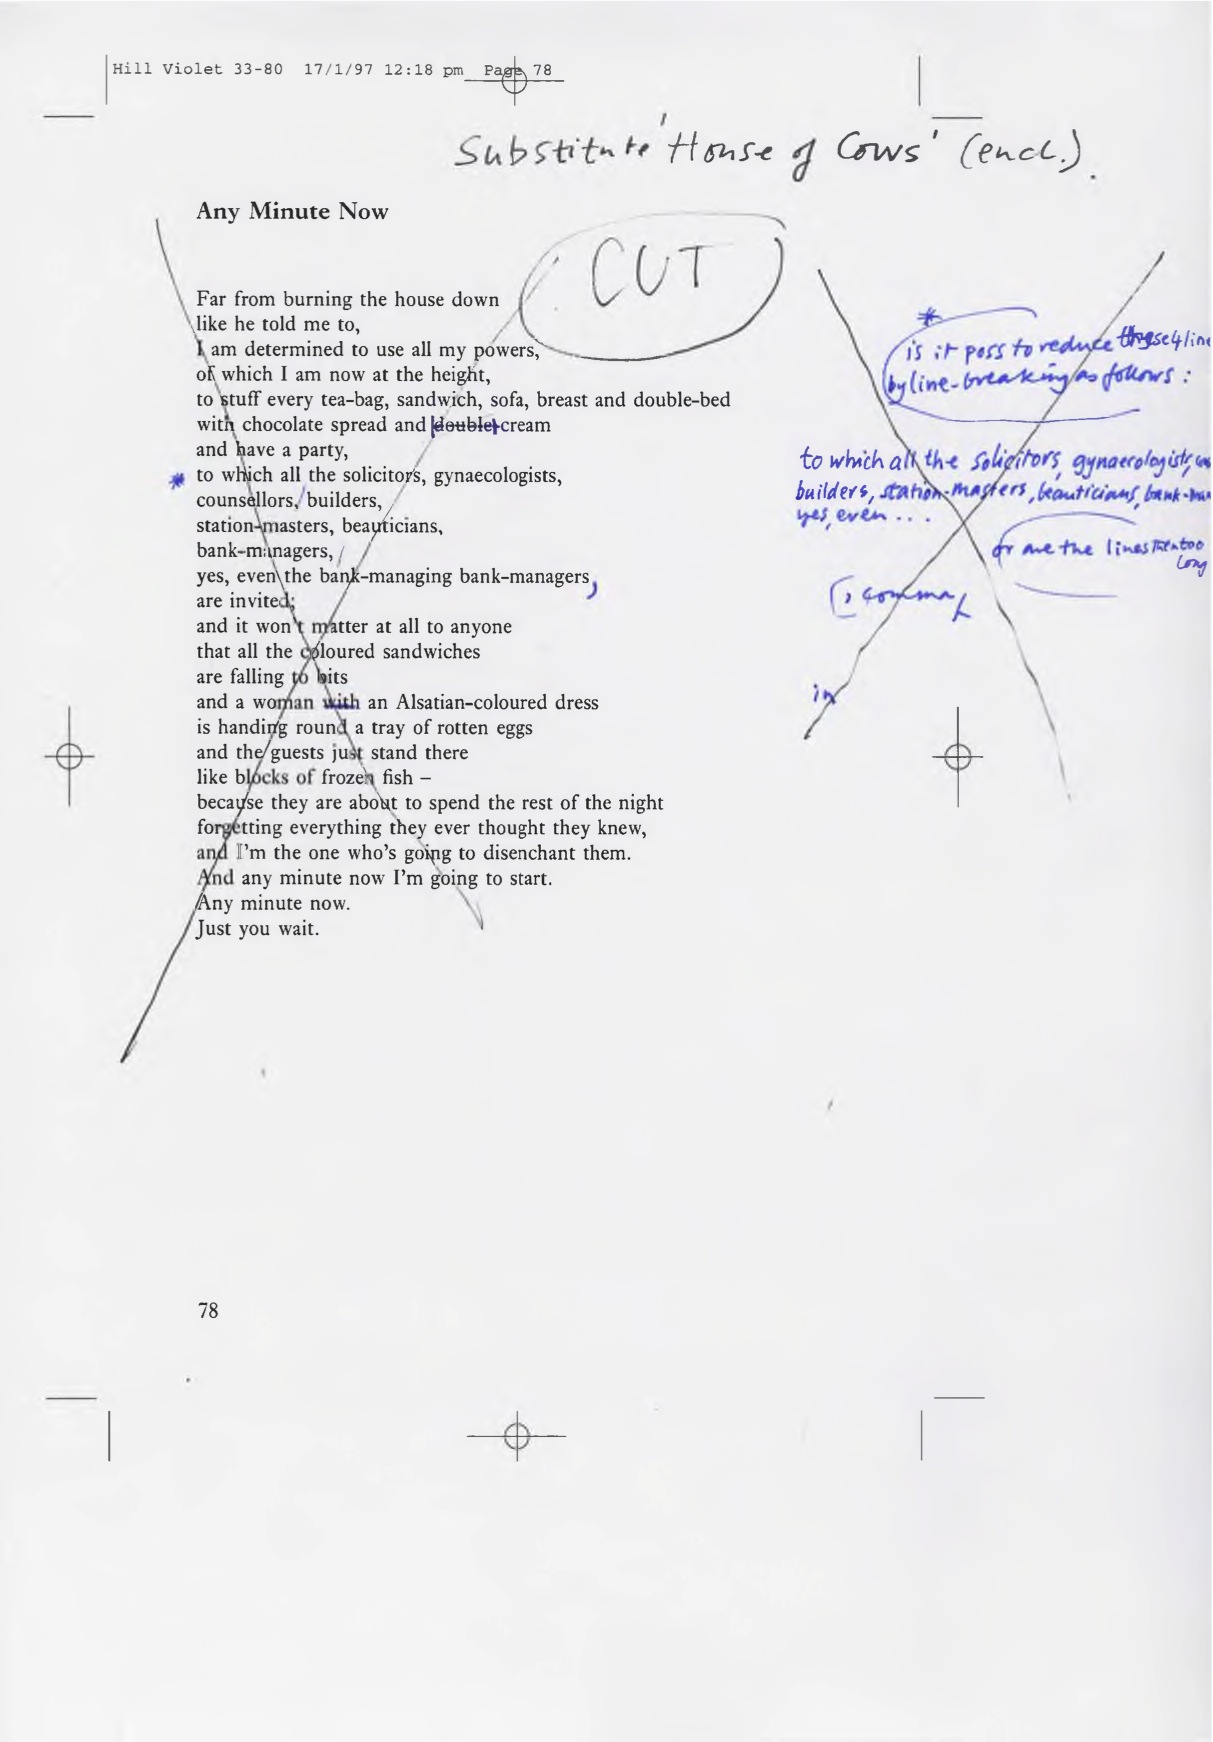 Hill Violet 33-80 17/1/97 12:18 pm Page 78
Substitute 'House of Cows' (encl.).
Any Minute Now
CUT
Far from burning the house down
like he told me to,
I am determined to use all my powers,
of which I am now at the height,
to stuff every tea-bag, sandwich, sofa, breast and double-bed
with chocolate spread and double cream
and have a party,
* to which all the solicitors, gynaecologists,
counsellors, / builders,
station-masters, beauticians,
bank-managers, /
yes, even the bank-managing bank-managers,
are invited;
and it won't matter at all to anyone
that all the coloured sandwiches
are falling to bits
and a woman with an Alsatian-coloured dress
is handing round a tray of rotten eggs
and the guests just stand there
like blocks of frozen fish –
because they are about to spend the rest of the night
forgetting everything they ever thought they knew,
and I'm the one who's going to disenchant them.
And any minute now I'm going to start.
Any minute now.
Just you wait.
*
is it poss to reduce these 4 line
by line-breaking as follows:
to which all the solicitors, gynaecologists,
builders, station-masters, beauticians, bank-
yes, even ...
or are the lines then too
long
, comma
in
78